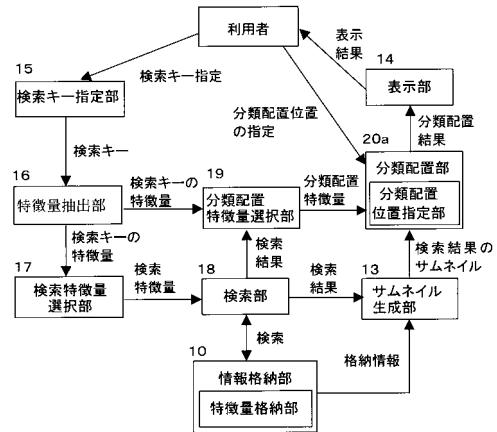 利用者
表示
結果
14
表示部
15
検索キー指定部
検索キー指定
分類配置位置
の指定
分類配置
結果
20a
分類配置部
分類配置
位置指定部
検索キー
16
特徴量抽出部
検索キーの
特徴量
19
分類配置
特徴量選択部
分類配置
特徴量
検索キーの
特徴量
17
検索特徴量
選択部
検索
特徴量
検索
結果
18
検索部
検索
結果
検索結果の
サムネイル
13
サムネイル
生成部
検索
10
情報格納部
特徴量格納部
格納情報